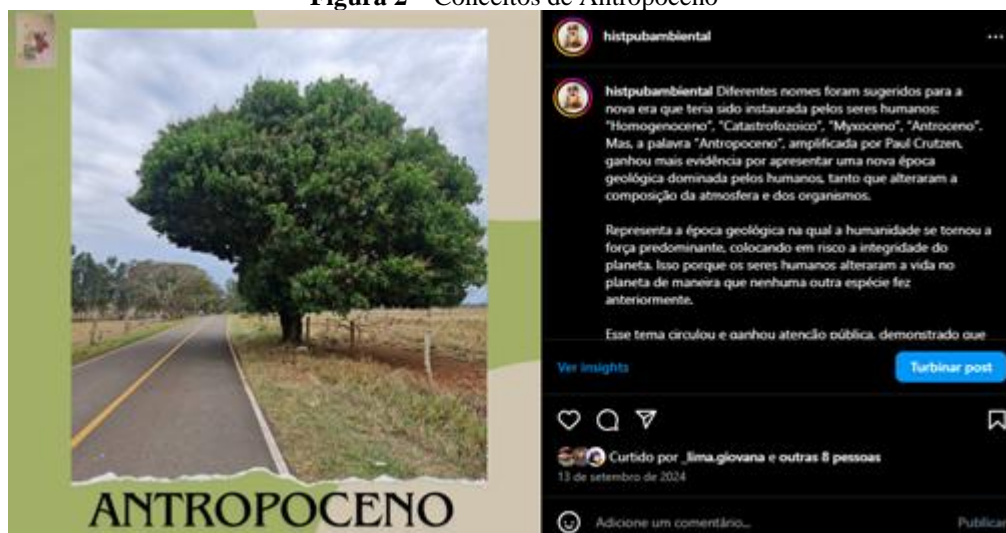 Figura 2 – Conceitos de Antropoceno
histpubambiental
histpubambiental Diferentes nomes foram sugeridos para a
nova era que teria sido instaurada pelos seres humanos:
"Homogenoceno", "Catastrofozoico", "Myxoceno", "Antroceno".
Mas, a palavra "Antropoceno", amplificada por Paul Crutzen,
ganhou mais evidência por apresentar uma nova época
geológica dominada pelos humanos, tanto que alteraram a
composição da atmosfera e dos organismos.
Representa a época geológica na qual a humanidade se tornou a
força predominante, colocando em risco a integridade do
planeta. Isso porque os seres humanos alteraram a vida no
planeta de maneira que nenhuma outra espécie fez
anteriormente.
Esse tema circulou e ganhou atenção pública, demonstrado que
Ver insights
Turbinar post
Curtido por _lima.giovana e outras 8 pessoas
13 de setembro de 2024
Adicione um comentário...
Publicar
ANTROPOCENO